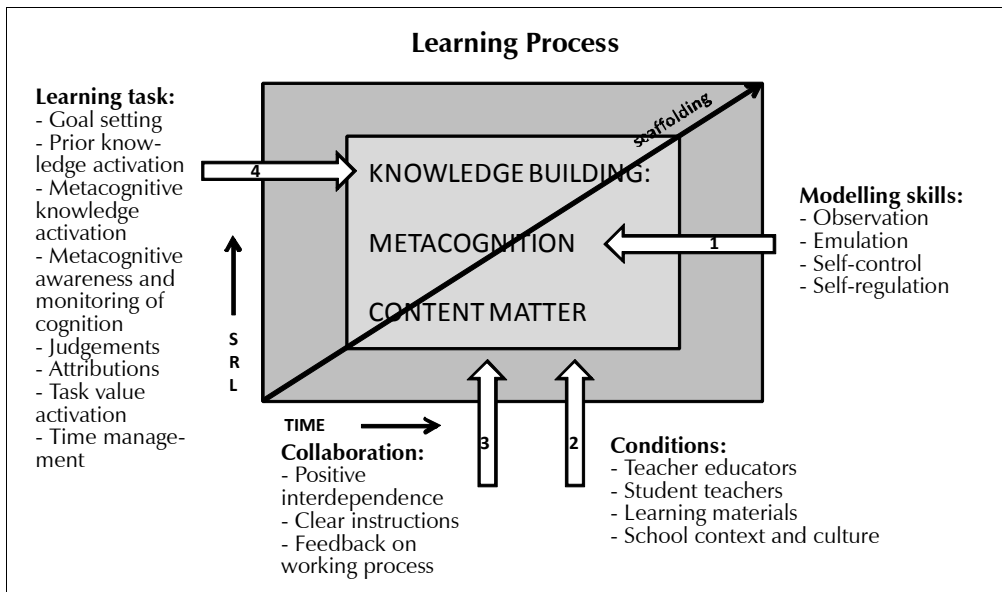 Learning Process
Learning task:
- Goal setting
- Prior know-
ledge activation
- Metacognitive
knowledge
activation
- Metacognitive
awareness and
monitoring of
cognition
- Judgements
- Attributions
- Task value
activation
- Time manage-
ment
4
S
R
L
scaffolding
KNOWLEDGE BUILDING:
METACOGNITION
CONTENT MATTER
1
Modelling skills:
- Observation
- Emulation
- Self-control
- Self-regulation
TIME
3
2
Collaboration:
- Positive
interdependence
- Clear instructions
- Feedback on
working process
Conditions:
- Teacher educators
- Student teachers
- Learning materials
- School context and culture